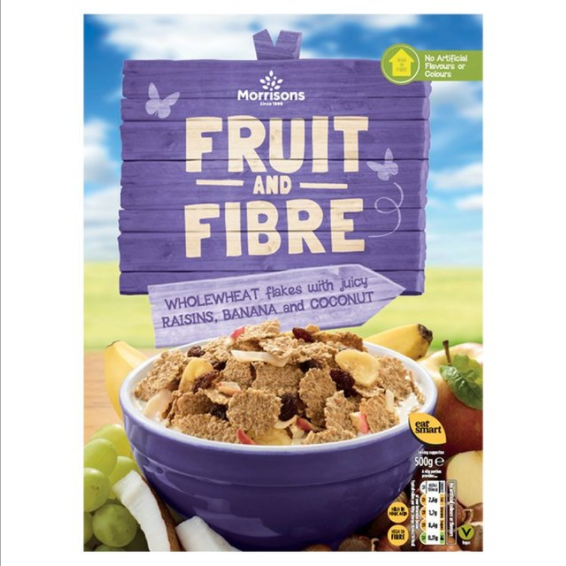 No Artificial
Flavours or
Colours
Morrisons
Since 1899
FRUIT
AND
FIBRE
WHOLEWHEAT flakes with juicy
RAISINS, BANANA and COCONUT
eat
smart
500g e